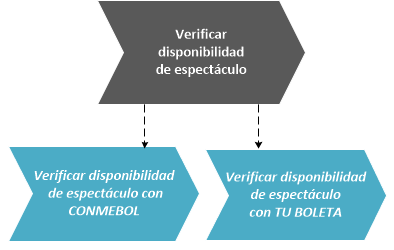 Verificar
disponibilidad
de espectáculo
Verificar disponibilidad
de espectáculo con
CONMEBOL
Verificar disponibilidad
de espectáculo
con TU BOLETA